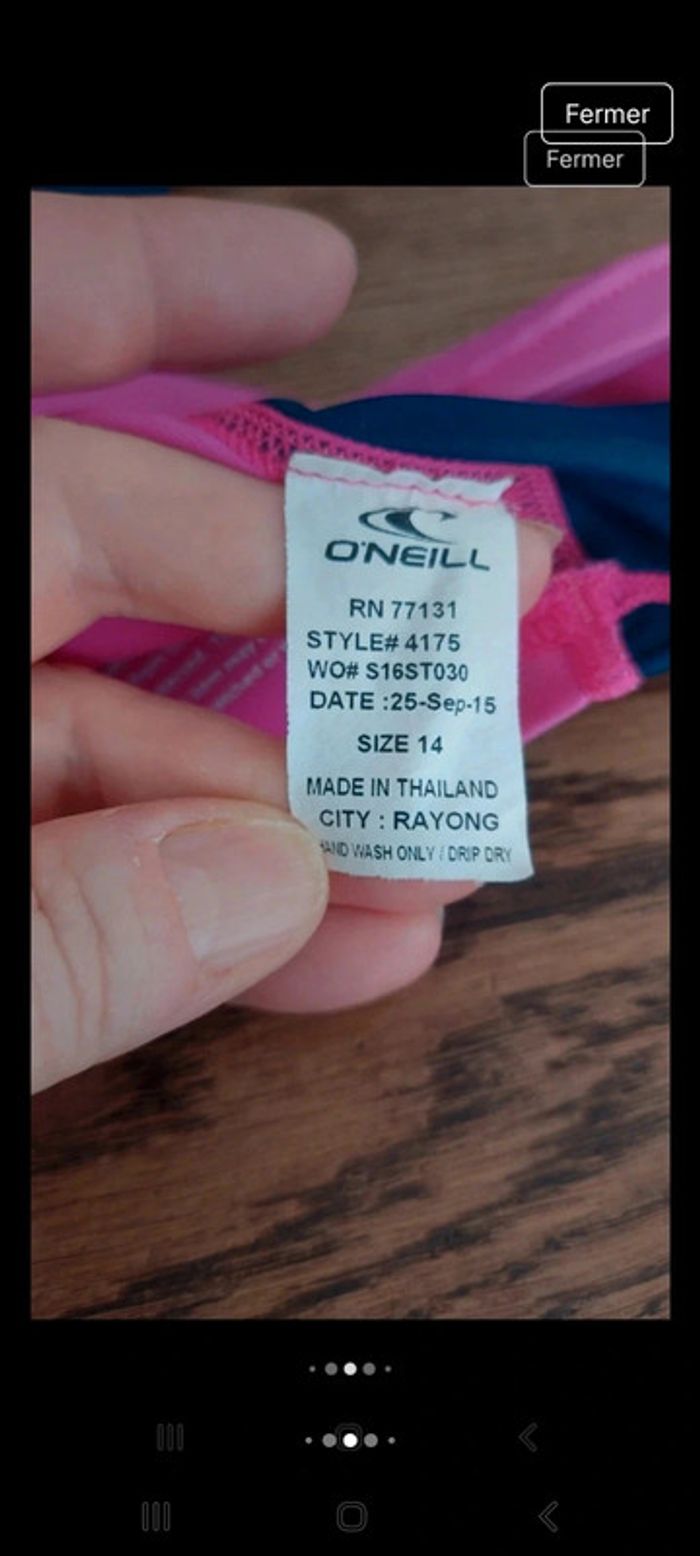 Fermer
Fermer
O'NEILL
RN 77131
STYLE# 4175
WO# S16ST030
DATE :25-Sep-15
SIZE 14
MADE IN THAILAND
CITY : RAYONG
HAND WASH ONLY / DRIP DRY